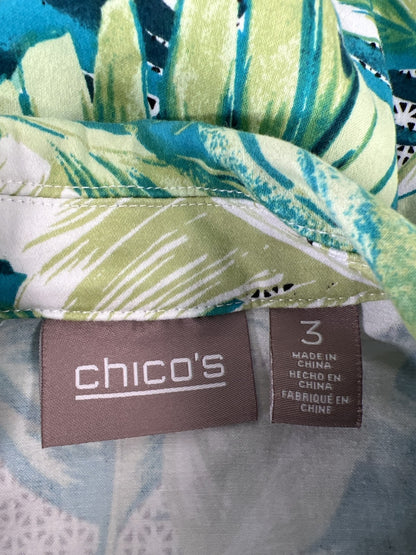 chico's
3
MADE IN
CHINA
HECHO EN
CHINA
FABRIQUÉ EN
CHINE